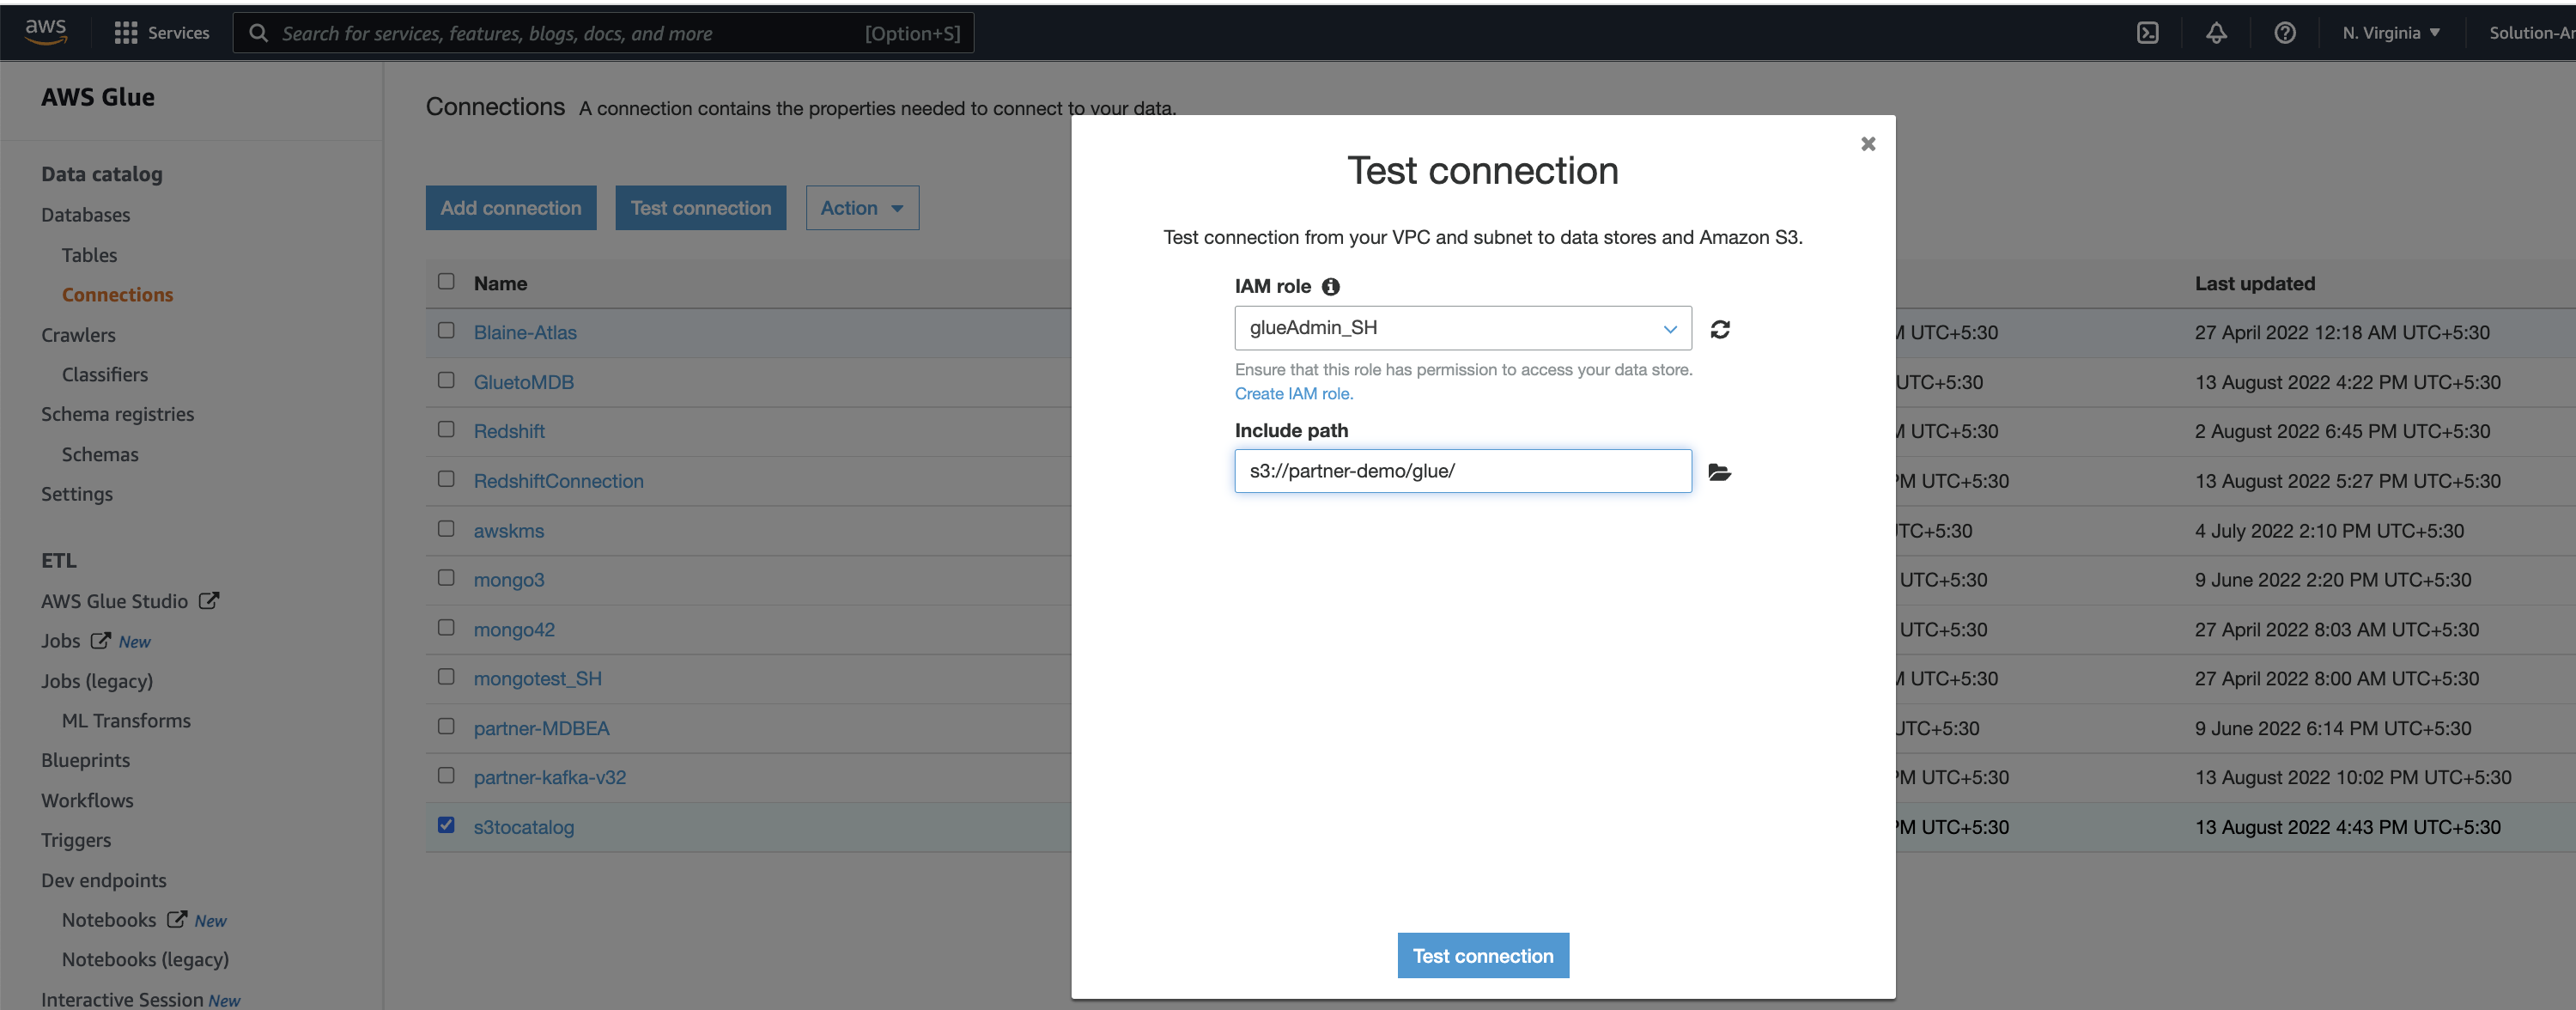 aws Services Search for services, features, blogs, docs, and more [Option+S] N. Virginia
AWS Glue
Data catalog
Databases
Tables
Connections
Crawlers
Classifiers
Schema registries
Schemas
Settings
ETL
AWS Glue Studio
Jobs New
Jobs (legacy)
ML Transforms
Blueprints
Workflows
Triggers
Dev endpoints
Notebooks New
Notebooks (legacy)
Interactive Session New
Connections A connection contains the properties needed to connect to your data.
Add connection Test connection Action
Name Last updated
Blaine-Atlas M UTC+5:30 27 April 2022 12:18 AM UTC+5:30
GluetoMDB UTC+5:30 13 August 2022 4:22 PM UTC+5:30
Redshift M UTC+5:30 2 August 2022 6:45 PM UTC+5:30
RedshiftConnection PM UTC+5:30 13 August 2022 5:27 PM UTC+5:30
awskms UTC+5:30 4 July 2022 2:10 PM UTC+5:30
mongo3 UTC+5:30 9 June 2022 2:20 PM UTC+5:30
mongo42 UTC+5:30 27 April 2022 8:03 AM UTC+5:30
mongotest_SH M UTC+5:30 27 April 2022 8:00 AM UTC+5:30
partner-MDBEA UTC+5:30 9 June 2022 6:14 PM UTC+5:30
partner-kafka-v32 PM UTC+5:30 13 August 2022 10:02 PM UTC+5:30
s3tocatalog PM UTC+5:30 13 August 2022 4:43 PM UTC+5:30
Test connection
Test connection from your VPC and subnet to data stores and Amazon S3.
IAM role
glueAdmin_SH
Ensure that this role has permission to access your data store.
Create IAM role.
Include path
s3://partner-demo/glue/
Test connection